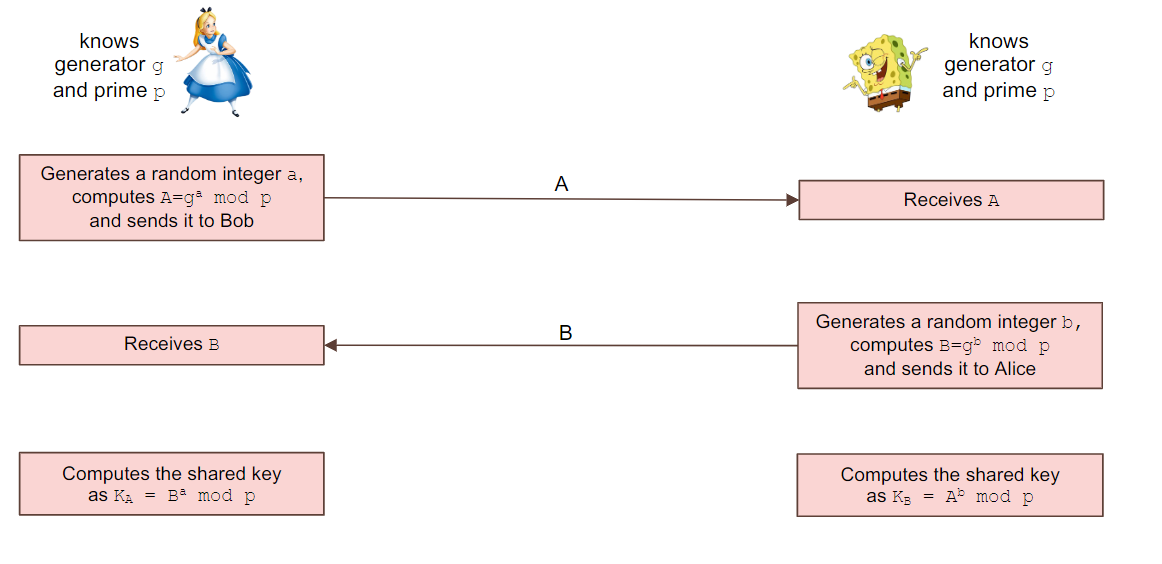 knows
generator g
and prime p
knows
generator g
and prime p
Generates a random integer a,
computes A=gᵃ mod p
and sends it to Bob
A
Receives A
Receives B
B
Generates a random integer b,
computes B=gᵇ mod p
and sends it to Alice
Computes the shared key
as K_A = Bᵃ mod p
Computes the shared key
as K_B = Aᵇ mod p